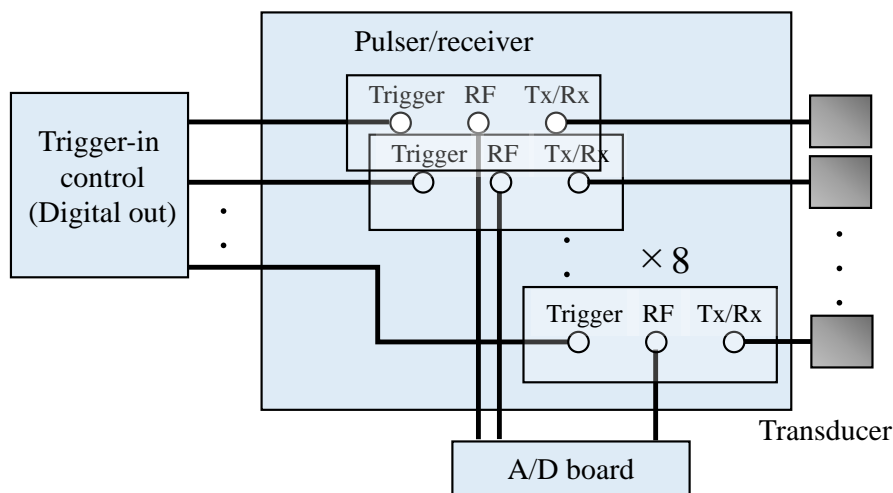 Pulser/receiver
Trigger RF Tx/Rx
Trigger-in
control
(Digital out)
Trigger RF Tx/Rx
× 8
Trigger RF Tx/Rx
Transducer
A/D board